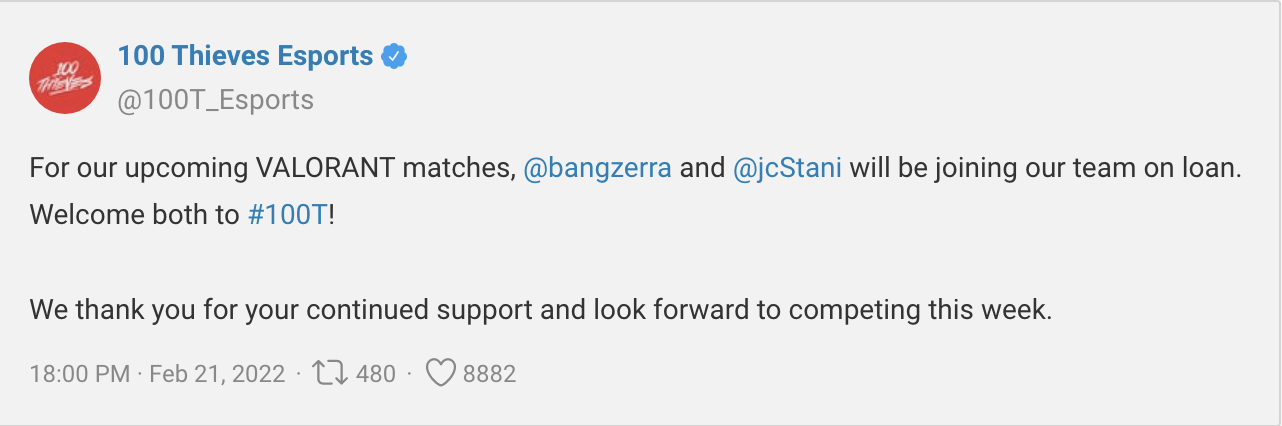 100 THIEVES
100 Thieves Esports
@100T_Esports
For our upcoming VALORANT matches, @bangzerra and @jcStani will be joining our team on loan.
Welcome both to #100T!
We thank you for your continued support and look forward to competing this week.
18:00 PM · Feb 21, 2022 · 480 · 8882